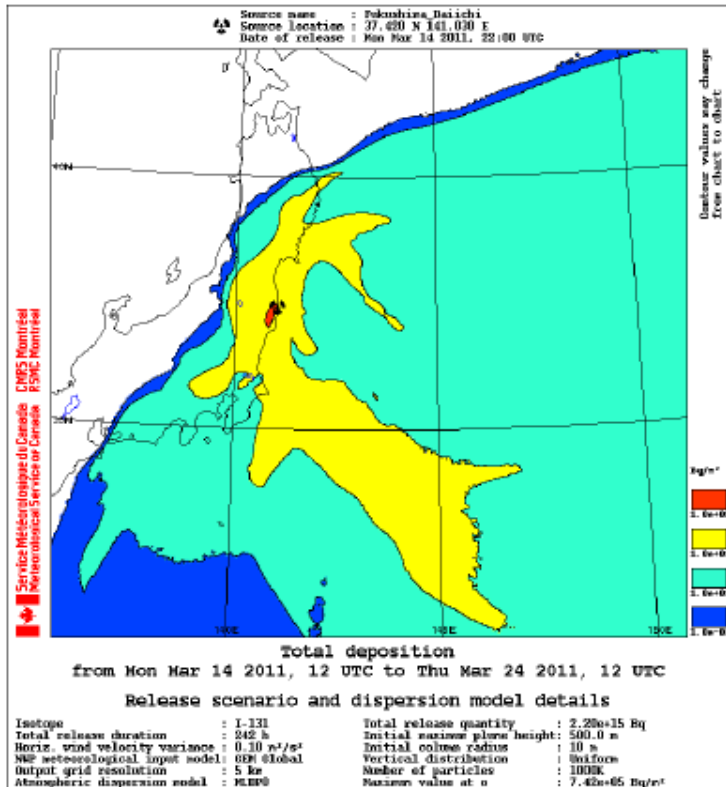 Source name : Fukushima_Daiichi
Source location : 37.420 N 141.030 E
Date of release : Mon Mar 14 2011, 22:00 UTC
Contour values may change
from chart to chart
40N
Service Météorologique du Canada CMRS Montréal
Meteorological Service of Canada RSMC Montréal
Bq/m²
140E
145E
150E
Total deposition
from Mon Mar 14 2011, 12 UTC to Thu Mar 24 2011, 12 UTC
Release scenario and dispersion model details
Isotope : I-131
Total release duration : 242 h
Horiz. wind velocity variance : 0.10 m²/s²
NWP meteorological input model: GEM Global
Output grid resolution : 5 km
Atmospheric dispersion model : MLDP0
Total release quantity : 2.20e+15 Bq
Initial maximum plume height: 500.0 m
Initial column radius : 10 m
Vertical distribution : Uniform
Number of particles : 1000K
Maximum value at o : 7.42e+05 Bq/m²